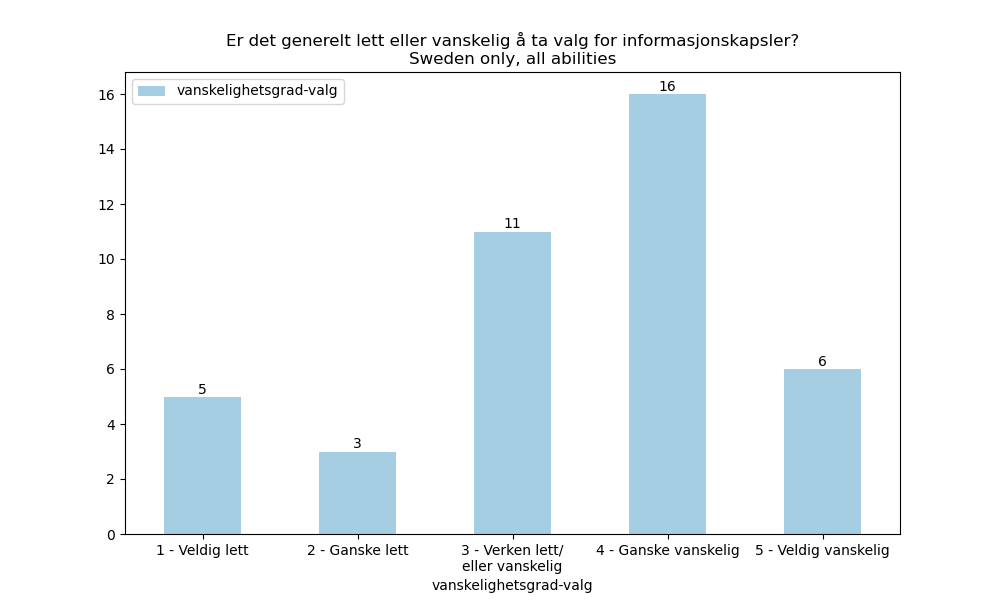 Er det generelt lett eller vanskelig å ta valg for informasjonskapsler?
Sweden only, all abilities
vanskelighetsgrad-valg
16
14
12
10
8
6
4
2
0
5
3
11
16
6
1 - Veldig lett
2 - Ganske lett
3 - Verken lett/
eller vanskelig
4 - Ganske vanskelig
5 - Veldig vanskelig
vanskelighetsgrad-valg